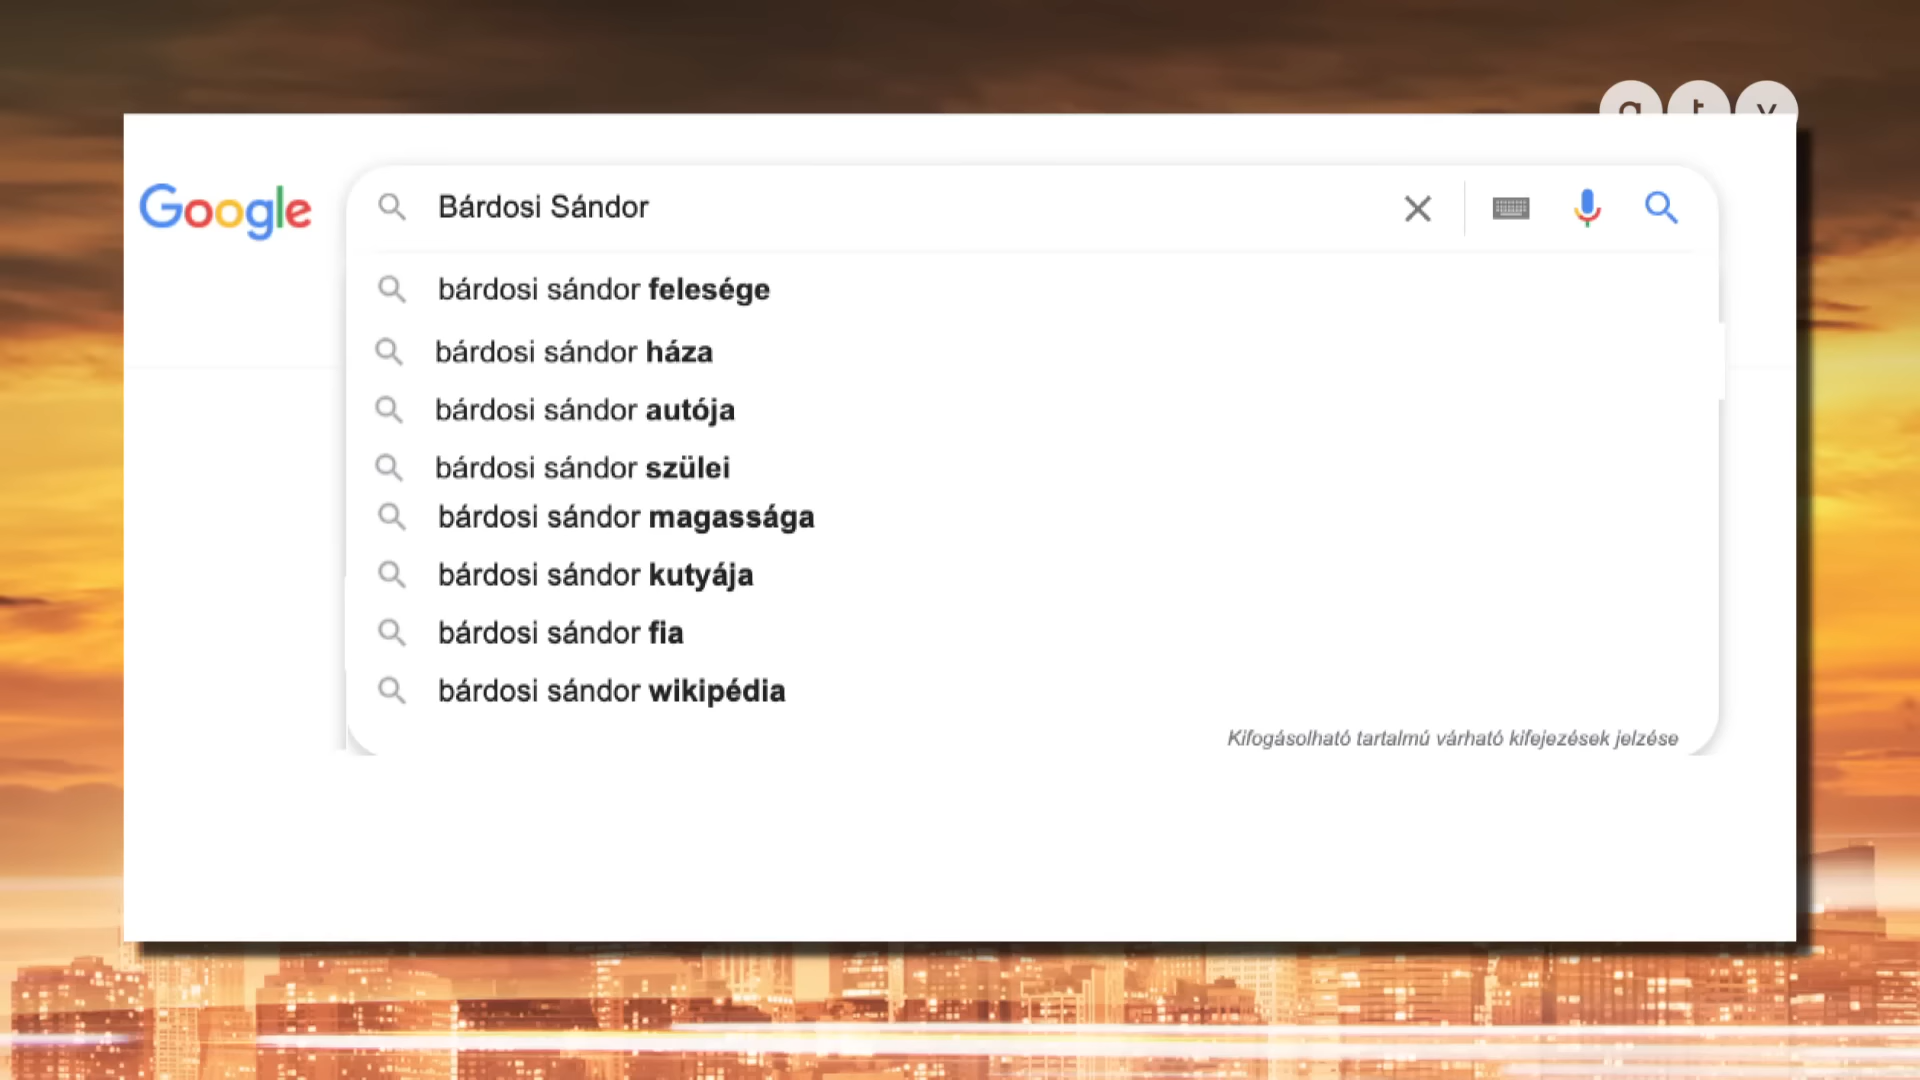 a t v
Google
Bárdosi Sándor
bárdosi sándor felesége
bárdosi sándor háza
bárdosi sándor autója
bárdosi sándor szülei
bárdosi sándor magassága
bárdosi sándor kutyája
bárdosi sándor fia
bárdosi sándor wikipédia
Kifogásolható tartalmú várható kifejezések jelzése